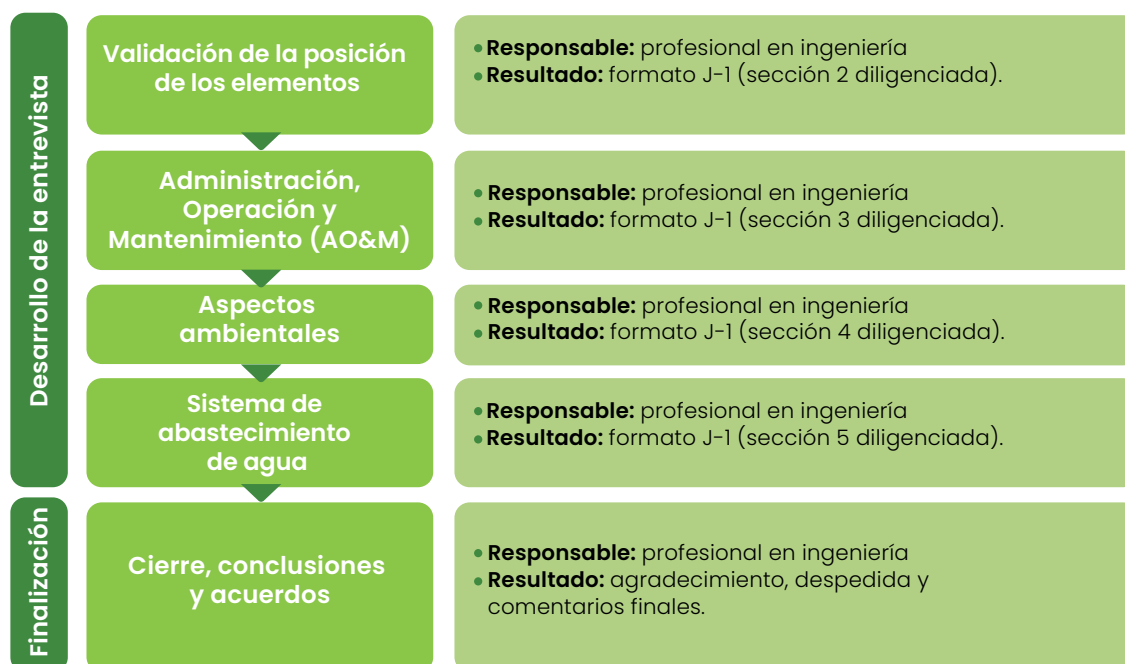 Desarrollo de la entrevista
Validación de la posición
de los elementos
• Responsable: profesional en ingeniería
• Resultado: formato J-1 (sección 2 diligenciada).
Administración,
Operación y
Mantenimiento (AO&M)
• Responsable: profesional en ingeniería
• Resultado: formato J-1 (sección 3 diligenciada).
Aspectos
ambientales
• Responsable: profesional en ingeniería
• Resultado: formato J-1 (sección 4 diligenciada).
Sistema de
abastecimiento
de agua
• Responsable: profesional en ingeniería
• Resultado: formato J-1 (sección 5 diligenciada).
Finalización
Cierre, conclusiones
y acuerdos
• Responsable: profesional en ingeniería
• Resultado: agradecimiento, despedida y
comentarios finales.